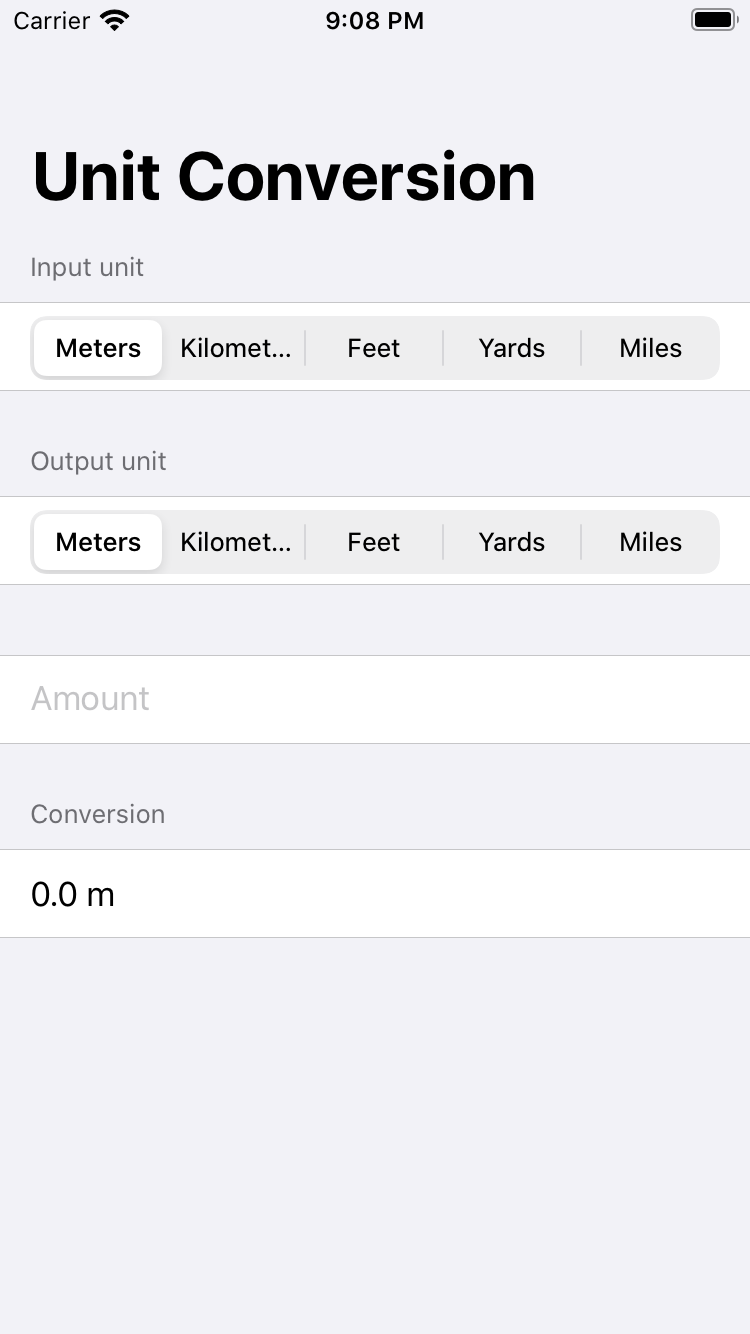 Carrier 9:08 PM
Unit Conversion
Input unit
Meters Kilomet... Feet Yards Miles
Output unit
Meters Kilomet... Feet Yards Miles
Amount
Conversion
0.0 m